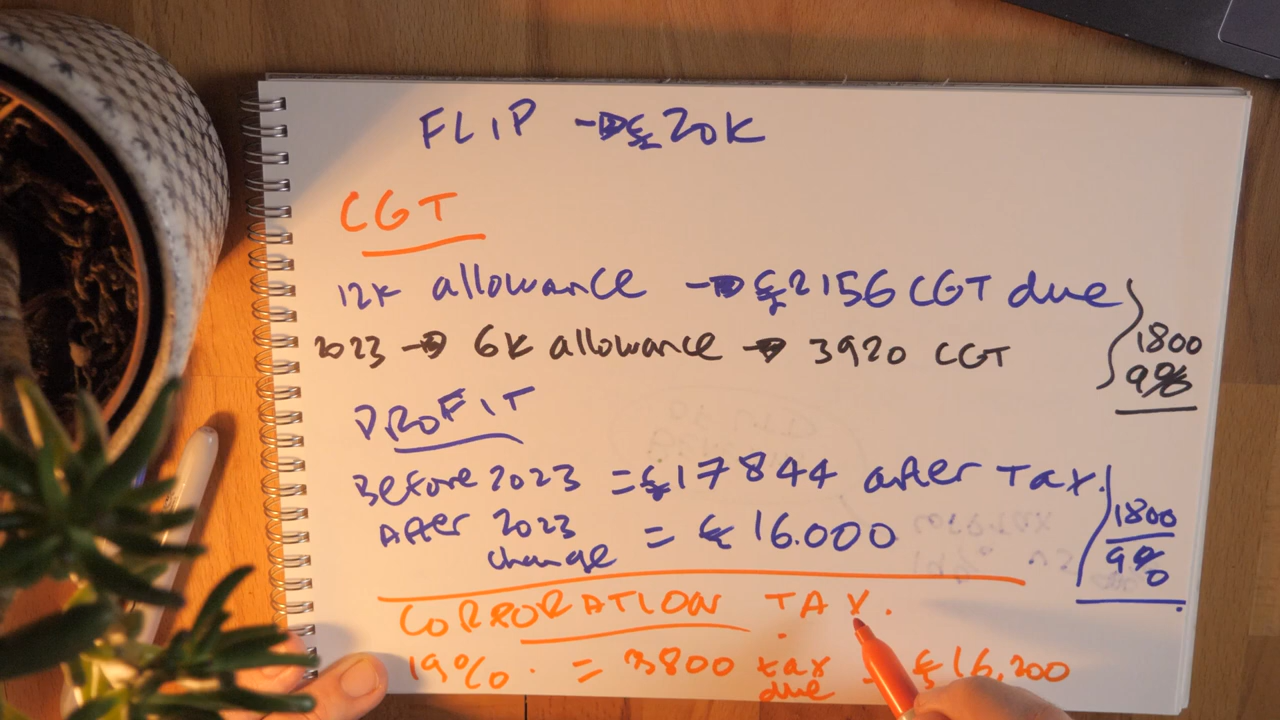 FLIP → £20K
CGT
12K allowance → £2156 CGT due
2023 → 6K allowance → 3920 CGT
1800
9%
PROFIT
Before 2023 = £17844 after Tax.
After 2023 change = £16.000
1800
9%
CORPORATION TAX.
19%. = 3800 tax due £16,200